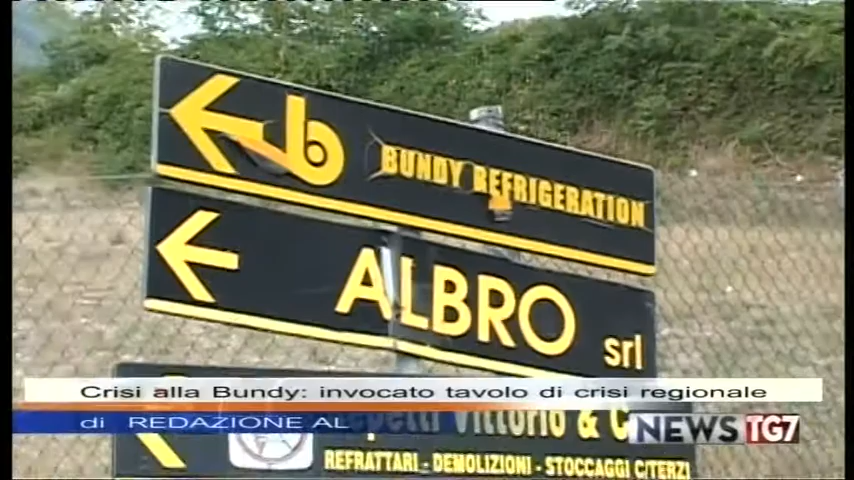 b BUNDY REFRIGERATION
ALBRO srl
Crisi alla Bundy: invocato tavolo di crisi regionale
di REDAZIONE AL
Vittorio & C
NEWS TG7
REFRATTARI - DEMOLIZIONI - STOCCAGGI C/TERZI